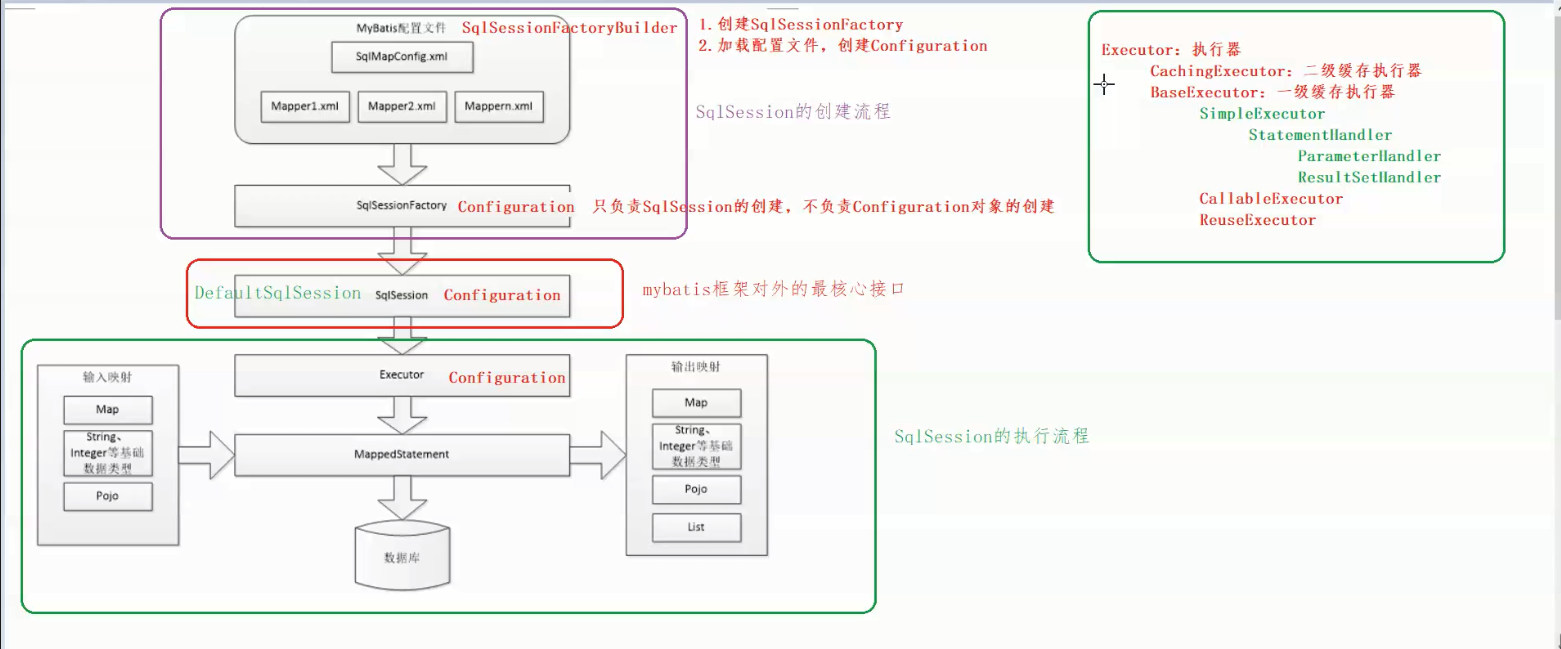 MyBatis配置文件
SqlSessionFactoryBuilder
SqlMapConfig.xml
Mapper1.xml
Mapper2.xml
Mappern.xml
1.创建SqlSessionFactory
2.加载配置文件，创建Configuration
SqlSession的创建流程
SqlSessionFactory
Configuration
只负责SqlSession的创建，不负责Configuration对象的创建
DefaultSqlSession
SqlSession
Configuration
mybatis框架对外的最核心接口
Executor
Configuration
输入映射
Map
String、
Integer等基础
数据类型
Pojo
MappedStatement
数据库
输出映射
Map
String、
Integer等基础
数据类型
Pojo
List
SqlSession的执行流程
Executor：执行器
CachingExecutor：二级缓存执行器
BaseExecutor：一级缓存执行器
SimpleExecutor
StatementHandler
ParameterHandler
ResultSetHandler
CallableExecutor
ReuseExecutor